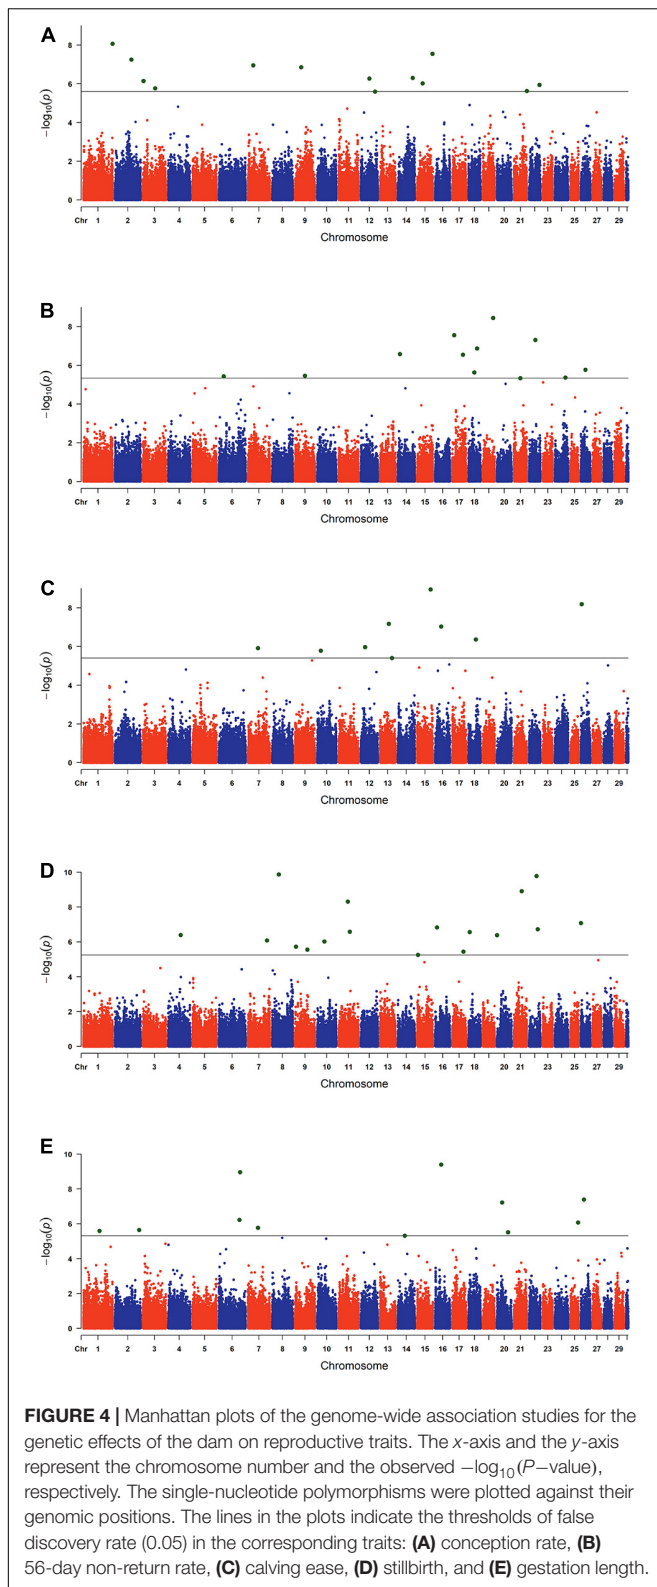 A
8
6
4
2
0
−log10(p)
Chr 1 2 3 4 5 6 7 8 9 10 11 12 13 14 15 16 17 18 20 21 23 25 27 29
Chromosome
B
8
6
4
2
0
−log10(p)
Chr 1 2 3 4 5 6 7 8 9 10 11 12 13 14 15 16 17 18 20 21 23 25 27 29
Chromosome
C
8
6
4
2
0
−log10(p)
Chr 1 2 3 4 5 6 7 8 9 10 11 12 13 14 15 16 17 18 20 21 23 25 27 29
Chromosome
D
10
8
6
4
2
0
−log10(p)
Chr 1 2 3 4 5 6 7 8 9 10 11 12 13 14 15 16 17 18 20 21 23 25 27 29
Chromosome
E
10
8
6
4
2
0
−log10(p)
Chr 1 2 3 4 5 6 7 8 9 10 11 12 13 14 15 16 17 18 20 21 23 25 27 29
Chromosome
FIGURE 4 | Manhattan plots of the genome-wide association studies for the
genetic effects of the dam on reproductive traits. The x-axis and the y-axis
represent the chromosome number and the observed −log10(P−value),
respectively. The single-nucleotide polymorphisms were plotted against their
genomic positions. The lines in the plots indicate the thresholds of false
discovery rate (0.05) in the corresponding traits: (A) conception rate, (B)
56-day non-return rate, (C) calving ease, (D) stillbirth, and (E) gestation length.